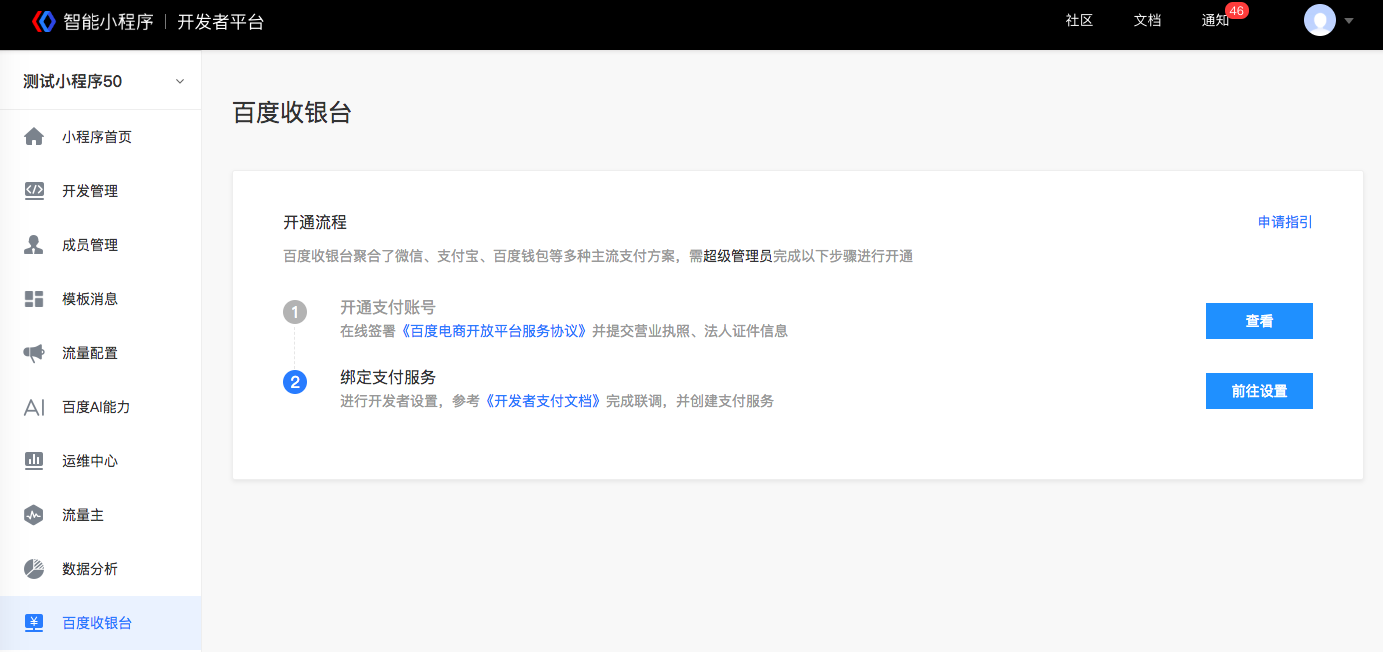 智能小程序 | 开发者平台
社区 文档 通知 46
测试小程序50
小程序首页
开发管理
成员管理
模板消息
流量配置
百度AI能力
运维中心
流量主
数据分析
百度收银台
百度收银台
开通流程 申请指引
百度收银台聚合了微信、支付宝、百度钱包等多种主流支付方案，需超级管理员完成以下步骤进行开通
1 开通支付账号
在线签署《百度电商开放平台服务协议》并提交营业执照、法人证件信息
查看
2 绑定支付服务
进行开发者设置，参考《开发者支付文档》完成联调，并创建支付服务
前往设置